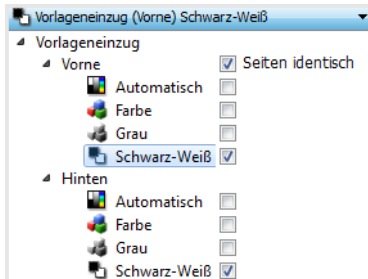 Vorlageneinzug (Vorne) Schwarz-Weiß
Vorlageneinzug
Vorne Seiten identisch
Automatisch
Farbe
Grau
Schwarz-Weiß
Hinten
Automatisch
Farbe
Grau
Schwarz-Weiß